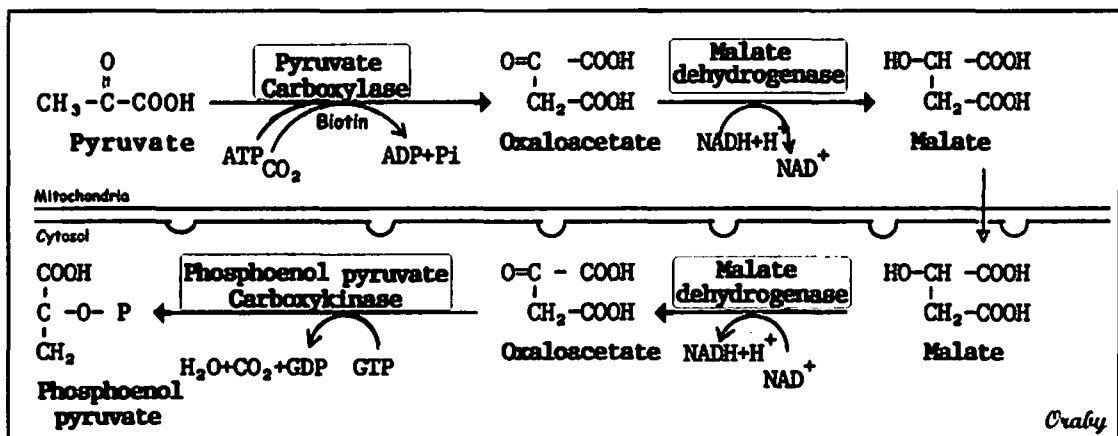 O
CH₃-C-COOH
Pyruvate
Pyruvate
Carboxylase
Biotin
ATP
CO₂
ADP+Pi
O=C -COOH
CH₂-COOH
Oxaloacetate
Malate
dehydrogenase
NADH+H⁺
NAD⁺
HO-CH -COOH
CH₂-COOH
Malate
Mitochondria
Cytosol
COOH
C -O- P
CH₂
Phosphoenol
pyruvate
Phosphoenol pyruvate
Carboxykinase
H₂O+CO₂+GDP
GTP
O=C - COOH
CH₂-COOH
Oxaloacetate
Malate
dehydrogenase
NADH+H⁺
NAD⁺
HO-CH -COOH
CH₂-COOH
Malate
Oraby